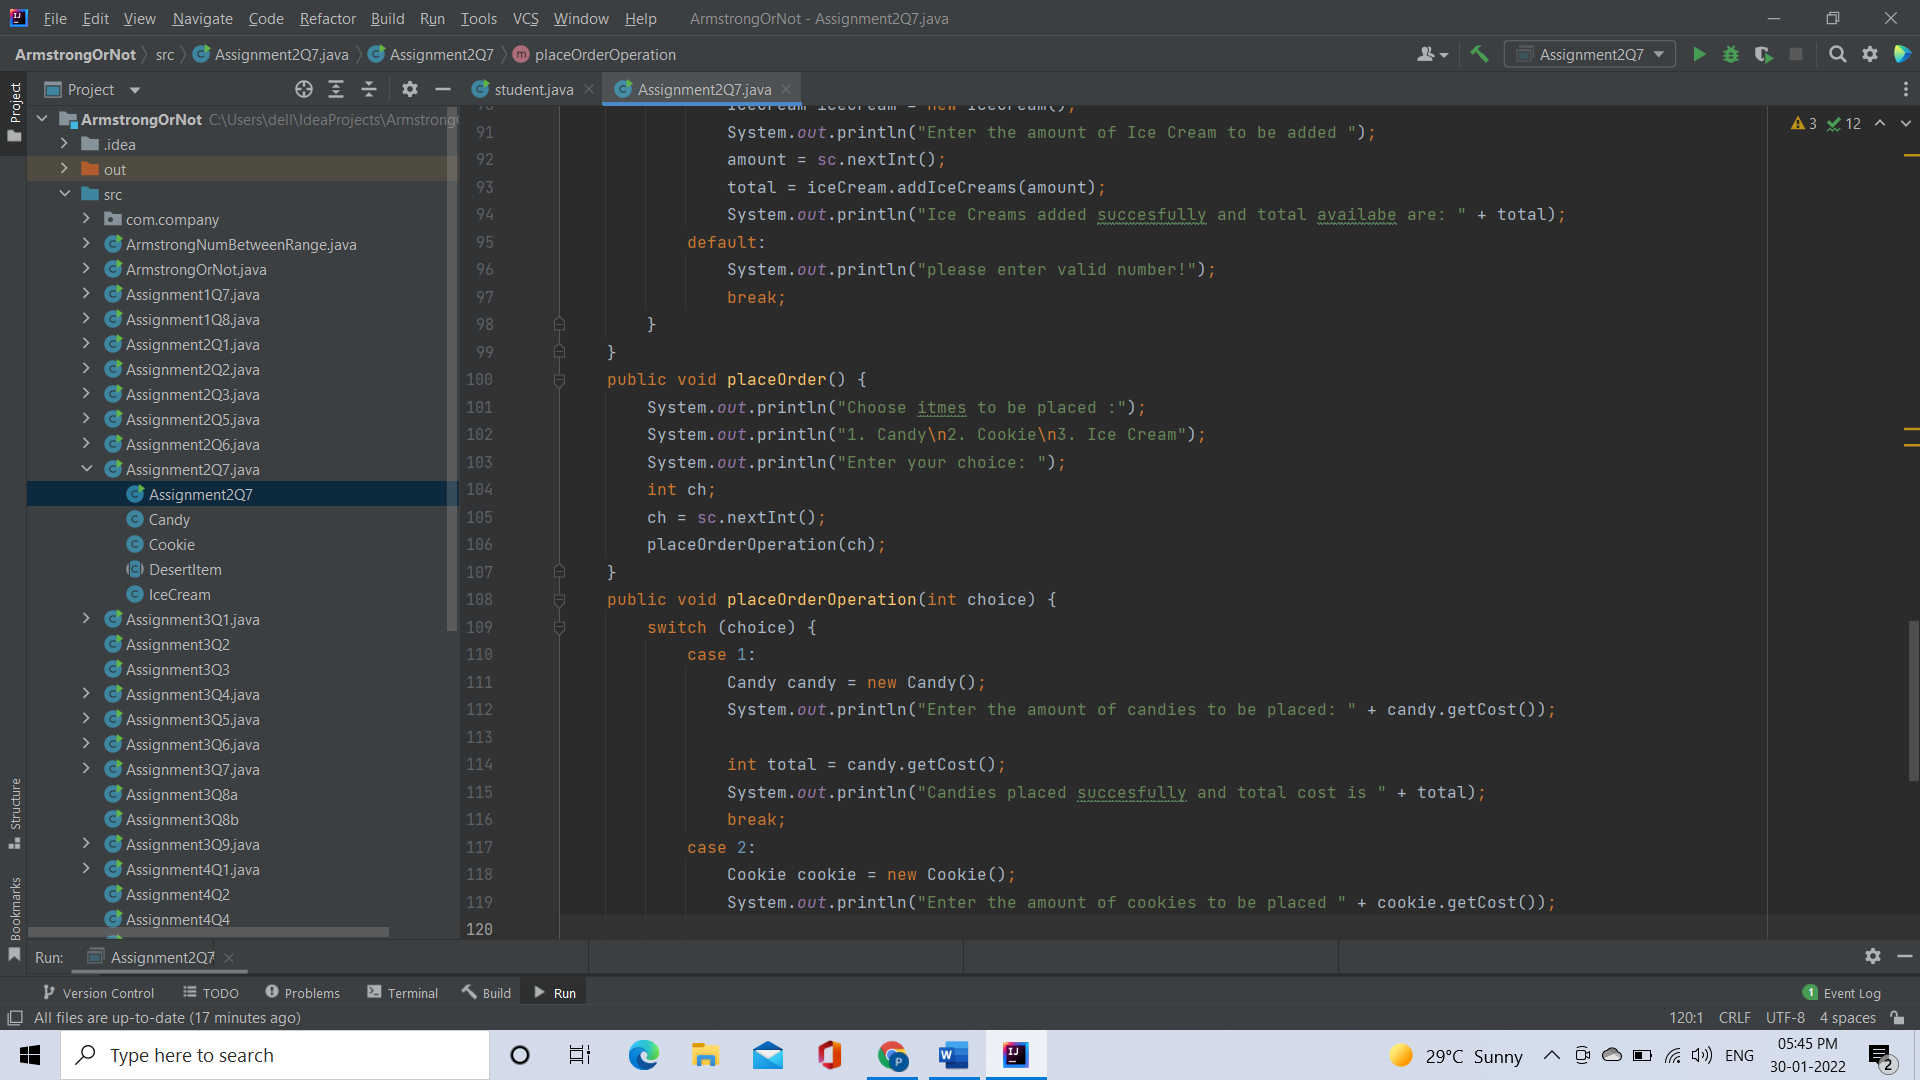 File Edit View Navigate Code Refactor Build Run Tools VCS Window Help ArmstrongOrNot - Assignment2Q7.java
ArmstrongOrNot src Assignment2Q7.java Assignment2Q7 placeOrderOperation Assignment2Q7
Project student.java Assignment2Q7.java
Project
ArmstrongOrNot C:\Users\dell\IdeaProjects\Armstrong
.idea
out
src
com.company
ArmstrongNumBetweenRange.java
ArmstrongOrNot.java
Assignment1Q7.java
Assignment1Q8.java
Assignment2Q1.java
Assignment2Q2.java
Assignment2Q3.java
Assignment2Q5.java
Assignment2Q6.java
Assignment2Q7.java
Assignment2Q7
Candy
Cookie
DesertItem
IceCream
Assignment3Q1.java
Assignment3Q2
Assignment3Q3
Assignment3Q4.java
Assignment3Q5.java
Assignment3Q6.java
Assignment3Q7.java
Assignment3Q8a
Assignment3Q8b
Assignment3Q9.java
Assignment4Q1.java
Assignment4Q2
Assignment4Q4
Structure
Bookmarks
90 IceCream iceCream = new IceCream();
91 System.out.println("Enter the amount of Ice Cream to be added ");
92 amount = sc.nextInt();
93 total = iceCream.addIceCreams(amount);
94 System.out.println("Ice Creams added succesfully and total availabe are: " + total);
95 default:
96 System.out.println("please enter valid number!");
97 break;
98 }
99 }
100 public void placeOrder() {
101 System.out.println("Choose itmes to be placed :");
102 System.out.println("1. Candy\n2. Cookie\n3. Ice Cream");
103 System.out.println("Enter your choice: ");
104 int ch;
105 ch = sc.nextInt();
106 placeOrderOperation(ch);
107 }
108 public void placeOrderOperation(int choice) {
109 switch (choice) {
110 case 1:
111 Candy candy = new Candy();
112 System.out.println("Enter the amount of candies to be placed: " + candy.getCost());
113
114 int total = candy.getCost();
115 System.out.println("Candies placed succesfully and total cost is " + total);
116 break;
117 case 2:
118 Cookie cookie = new Cookie();
119 System.out.println("Enter the amount of cookies to be placed " + cookie.getCost());
120
3 12
Run: Assignment2Q7
Version Control TODO Problems Terminal Build Run 1 Event Log
All files are up-to-date (17 minutes ago) 120:1 CRLF UTF-8 4 spaces
Type here to search 29°C Sunny ENG 05:45 PM
30-01-2022 2